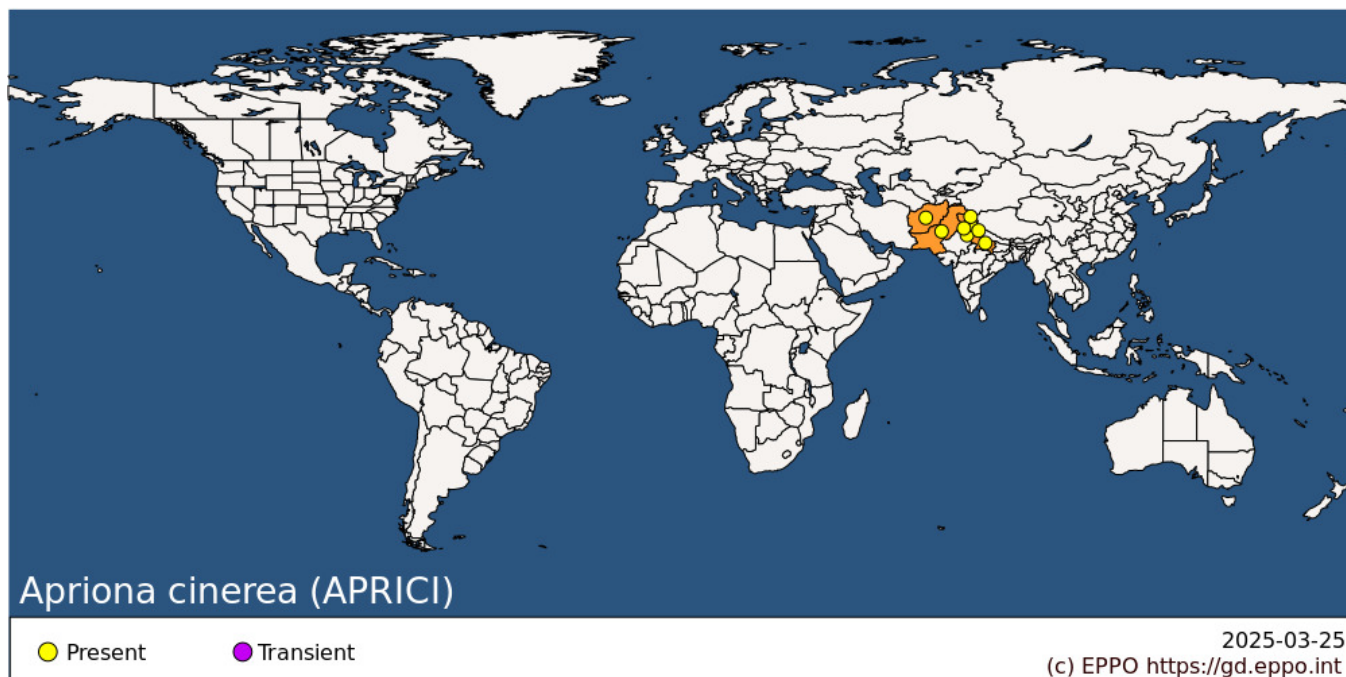 Apriona cinerea (APRICI)
Present
Transient
2025-03-25
(c) EPPO https://gd.eppo.int